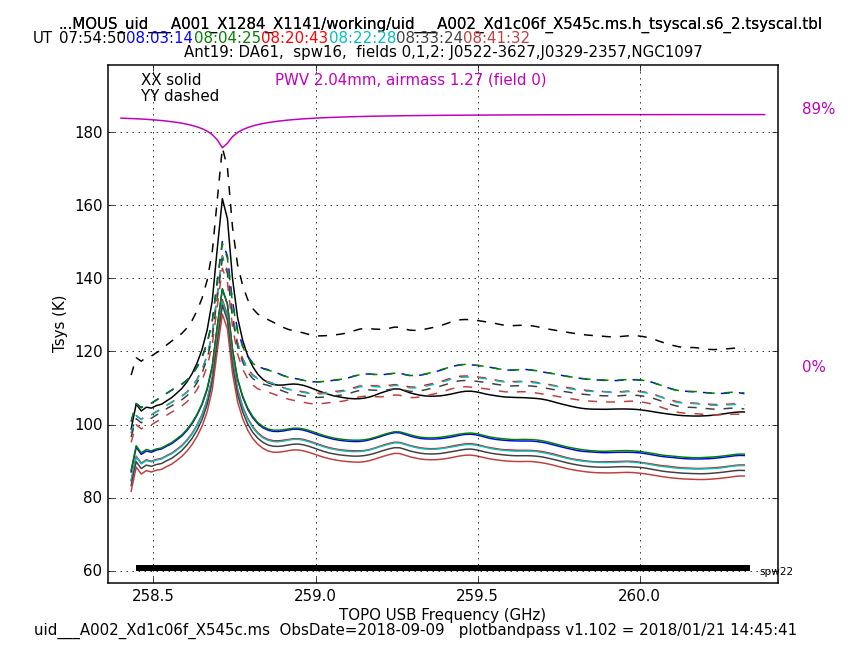 ...MOUS_uid___A001_X1284_X1141/working/uid___A002_Xd1c06f_X545c.ms.h_tsyscal.s6_2.tsyscal.tbl
UT 07:54:50 08:03:14 08:04:25 08:20:43 08:22:28 08:33:24 08:41:32
Ant19: DA61, spw16, fields 0,1,2: J0522-3627,J0329-2357,NGC1097
XX solid
PWV 2.04mm, airmass 1.27 (field 0)
YY dashed
89%
180
160
140
120
100
80
60
Tsys (K)
0%
spw22
258.5 259.0 259.5 260.0
TOPO USB Frequency (GHz)
uid___A002_Xd1c06f_X545c.ms ObsDate=2018-09-09 plotbandpass v1.102 = 2018/01/21 14:45:41